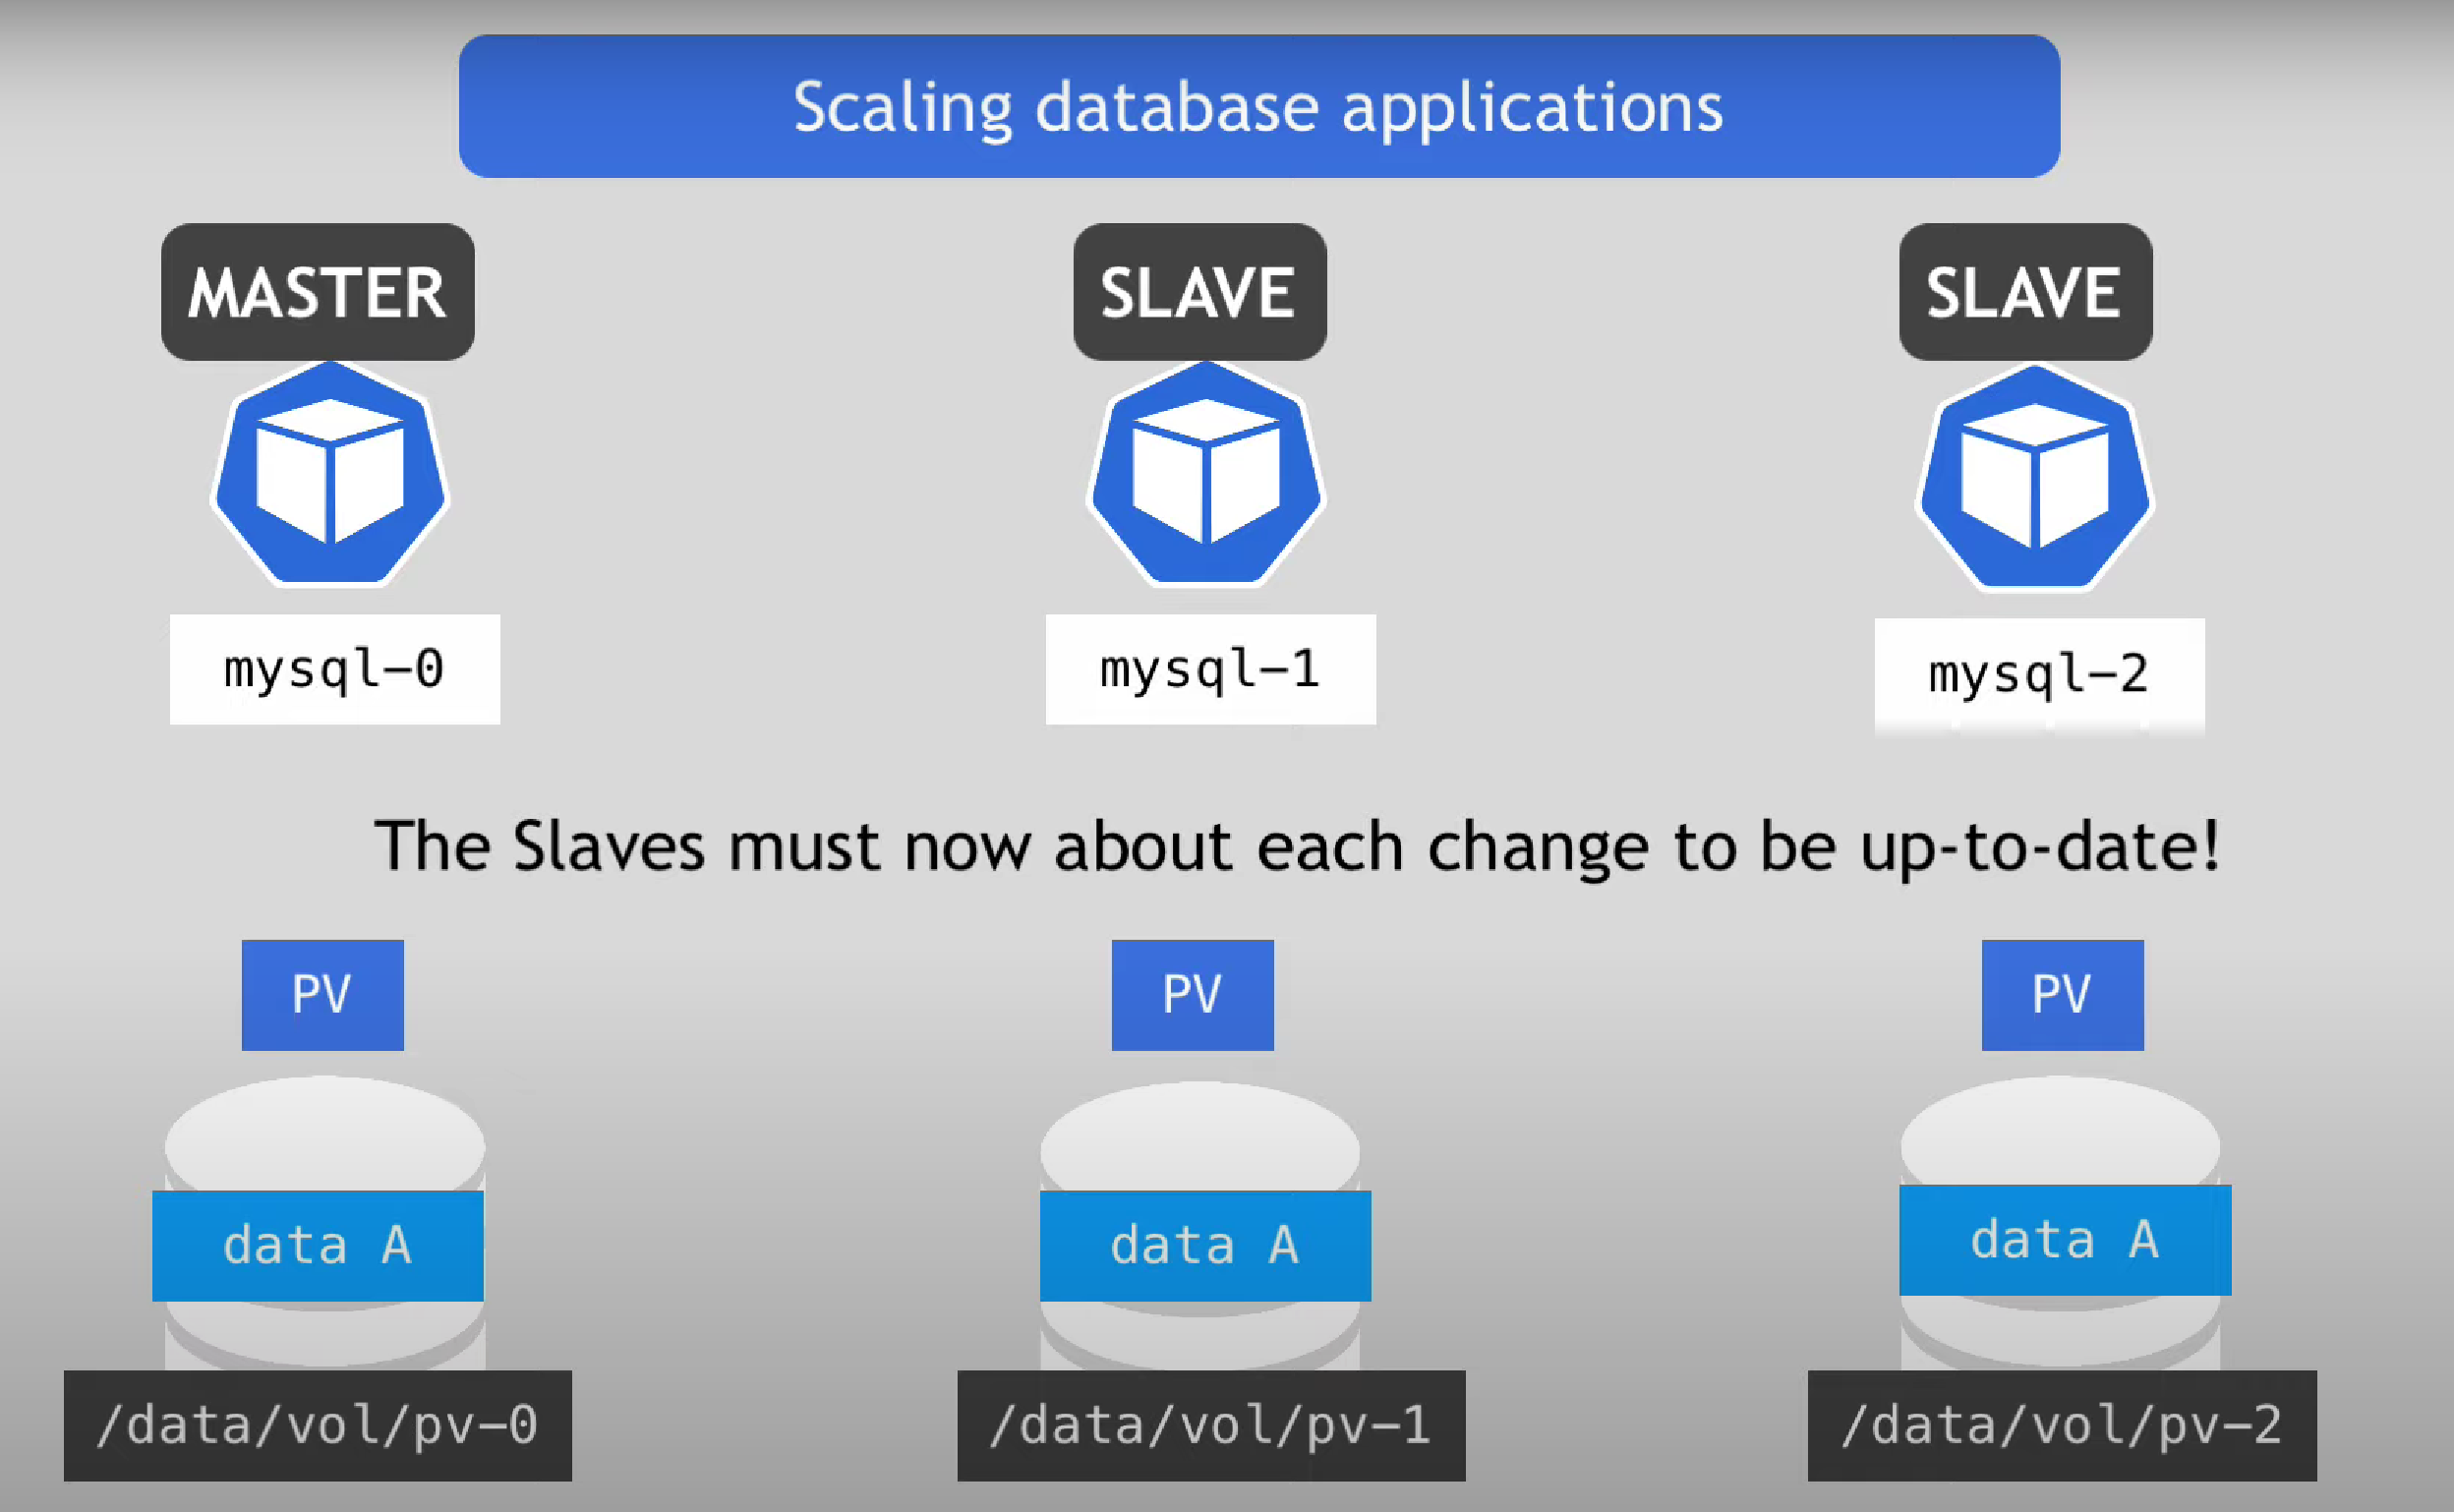 Scaling database applications
MASTER
SLAVE
SLAVE
mysql-0
mysql-1
mysql-2
The Slaves must now about each change to be up-to-date!
PV
PV
PV
data A
data A
data A
/data/vol/pv-0
/data/vol/pv-1
/data/vol/pv-2